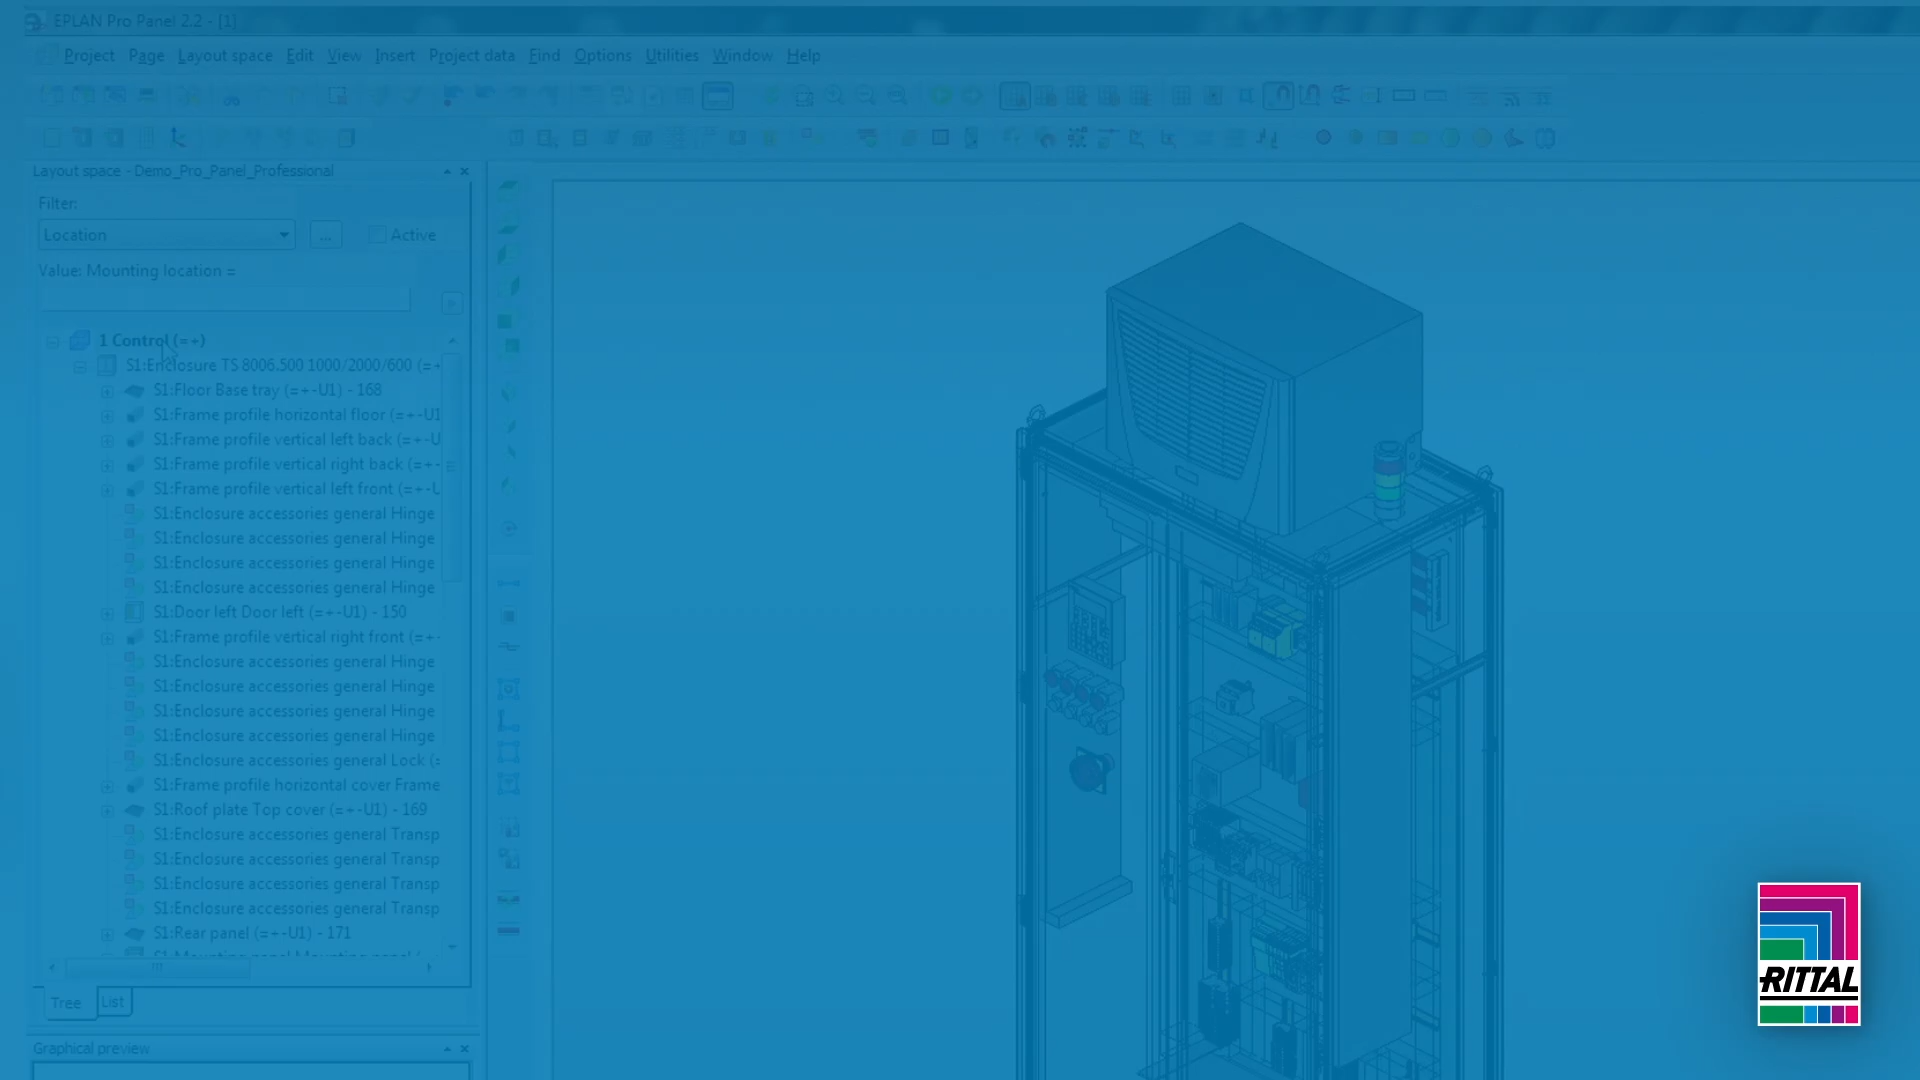 EPLAN Pro Panel 2.2 - [1]
Project Page Layout space Edit View Insert Project data Find Options Utilities Window Help
Layout space - Demo_Pro_Panel_Professional
Filter:
Location
...
Active
Value: Mounting location =
1 Control (=+)
S1:Enclosure TS 8006.500 1000/2000/600 (=+
S1:Floor Base tray (=+-U1) - 168
S1:Frame profile horizontal floor (=+-U1
S1:Frame profile vertical left back (=+-U
S1:Frame profile vertical right back (=+-
S1:Frame profile vertical left front (=+-U
S1:Enclosure accessories general Hinge
S1:Enclosure accessories general Hinge
S1:Enclosure accessories general Hinge
S1:Enclosure accessories general Hinge
S1:Door left Door left (=+-U1) - 150
S1:Frame profile vertical right front (=+-
S1:Enclosure accessories general Hinge
S1:Enclosure accessories general Hinge
S1:Enclosure accessories general Hinge
S1:Enclosure accessories general Hinge
S1:Enclosure accessories general Lock (=
S1:Frame profile horizontal cover Frame
S1:Roof plate Top cover (=+-U1) - 169
S1:Enclosure accessories general Transp
S1:Enclosure accessories general Transp
S1:Enclosure accessories general Transp
S1:Enclosure accessories general Transp
S1:Rear panel (=+-U1) - 171
S1:Mounting panel Mounting panel (
Tree List
Graphical preview
RITTAL